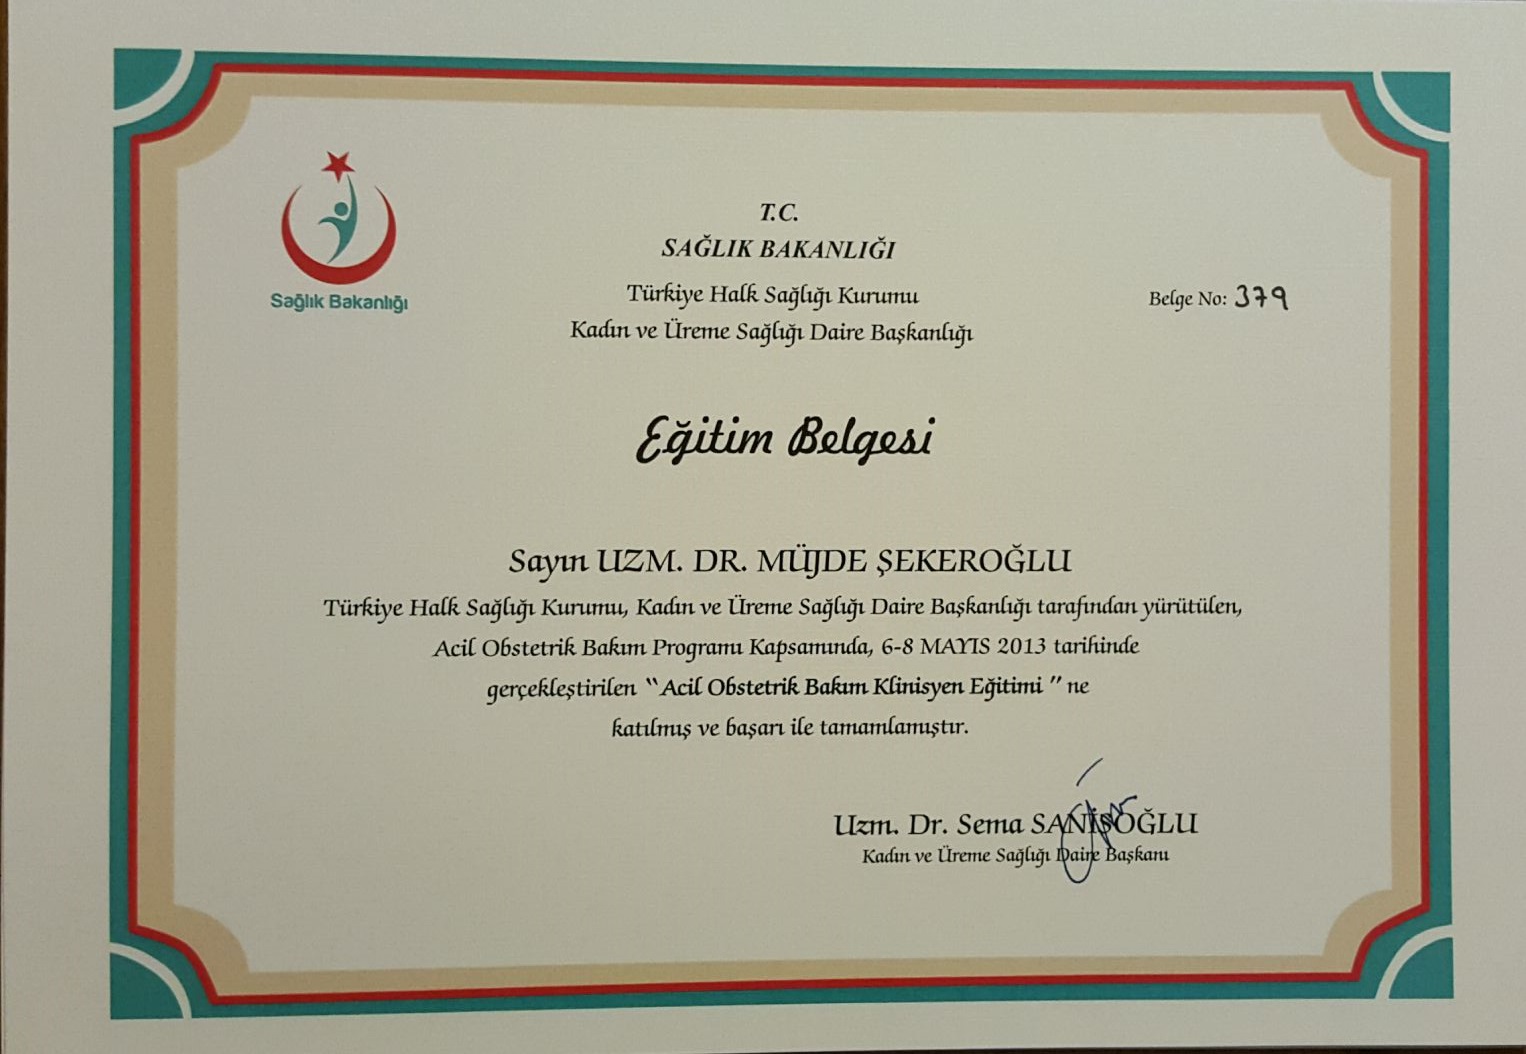 Sağlık Bakanlığı
T.C.
SAĞLIK BAKANLIĞI
Türkiye Halk Sağlığı Kurumu
Kadın ve Üreme Sağlığı Daire Başkanlığı
Belge No: 379
Eğitim Belgesi
Sayın UZM. DR. MÜJDE ŞEKEROĞLU
Türkiye Halk Sağlığı Kurumu, Kadın ve Üreme Sağlığı Daire Başkanlığı tarafından yürütülen,
Acil Obstetrik Bakım Programı Kapsamında, 6-8 MAYIS 2013 tarihinde
gerçekleştirilen “Acil Obstetrik Bakım Klinisyen Eğitimi ” ne
katılmış ve başarı ile tamamlamıştır.
Uzm. Dr. Sema SANİSOĞLU
Kadın ve Üreme Sağlığı Daire Başkanı